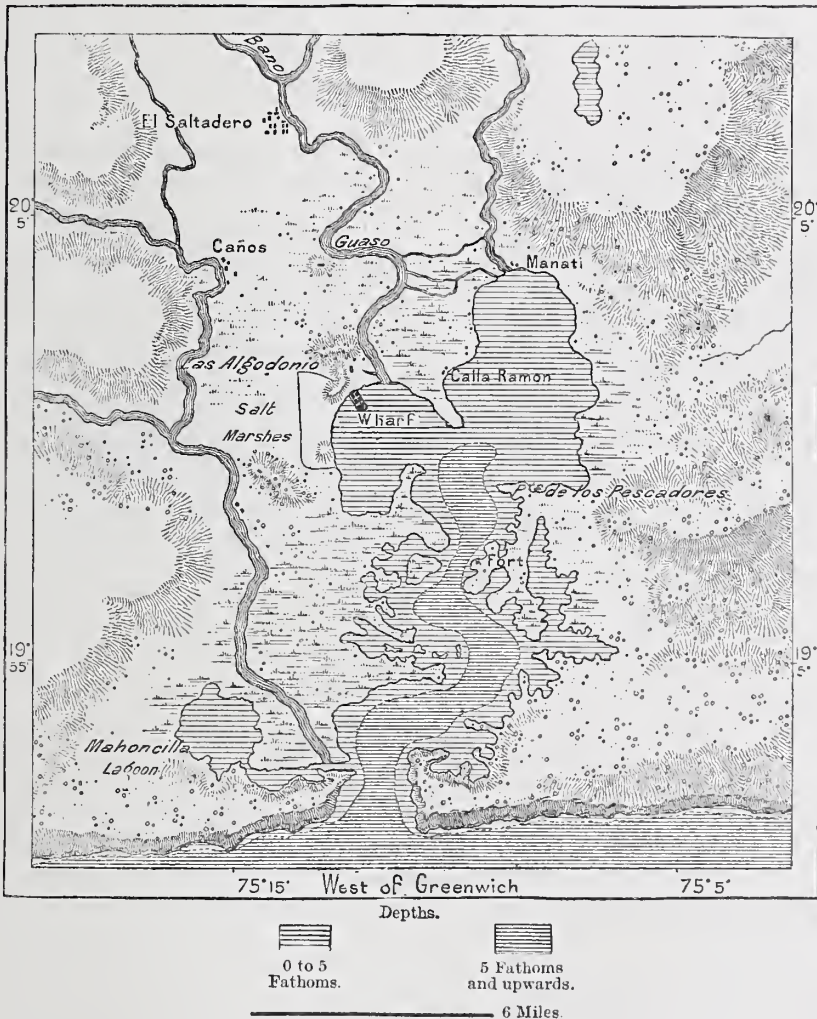 Bano
El Saltadero
20
5'
20°
5'
Guaso
Caños
Manati
Las Algodonio
Calla Ramon
Salt
Marshes
Wharf
Pta de los Pescadores
Fort
19
55'
19
5'
Mahoncilla
Lagoon
75°15'
West of Greenwich
75°5'
Depths.
0 to 5
Fathoms.
5 Fathoms
and upwards.
6 Miles.